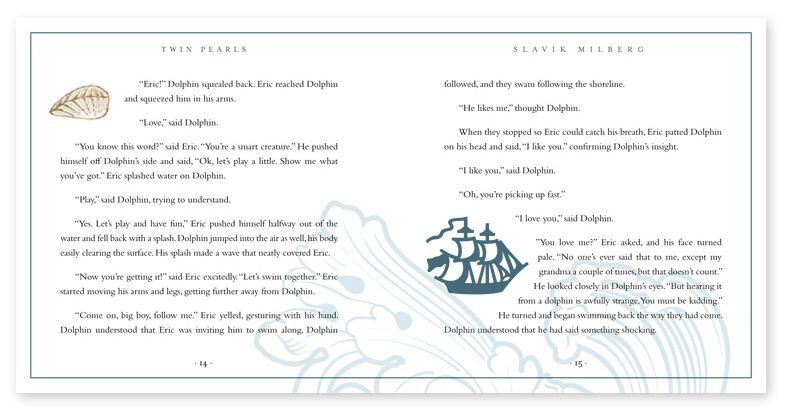 TWIN PEARLS
“Eric!” Dolphin squealed back. Eric reached Dolphin
and squeezed him in his arms.
“Love,” said Dolphin.
“You know this word?” said Eric. “You’re a smart creature.” He pushed
himself off Dolphin’s side and said, “Ok, let’s play a little. Show me what
you’ve got.” Eric splashed water on Dolphin.
“Play,” said Dolphin, trying to understand.
“Yes. Let’s play and have fun,” Eric pushed himself halfway out of the
water and fell back with a splash. Dolphin jumped into the air as well, his body
easily clearing the surface. His splash made a wave that nearly covered Eric.
“Now you’re getting it!” said Eric excitedly. “Let’s swim together.” Eric
started moving his arms and legs, getting further away from Dolphin.
“Come on, big boy, follow me.” Eric yelled, gesturing with his hand.
Dolphin understood that Eric was inviting him to swim along. Dolphin
· 14 ·
SLAVIK MILBERG
followed, and they swam following the shoreline.
“He likes me,” thought Dolphin.
When they stopped so Eric could catch his breath, Eric patted Dolphin
on his head and said, “I like you.” confirming Dolphin’s insight.
“I like you,” said Dolphin.
“Oh, you’re picking up fast.”
“I love you,” said Dolphin.
“You love me?” Eric asked, and his face turned
pale. “No one’s ever said that to me, except my
grandma a couple of times, but that doesn’t count.”
He looked closely in Dolphin’s eyes. “But hearing it
from a dolphin is awfully strange. You must be kidding.”
He turned and began swimming back the way they had come.
Dolphin understood that he had said something shocking.
· 15 ·